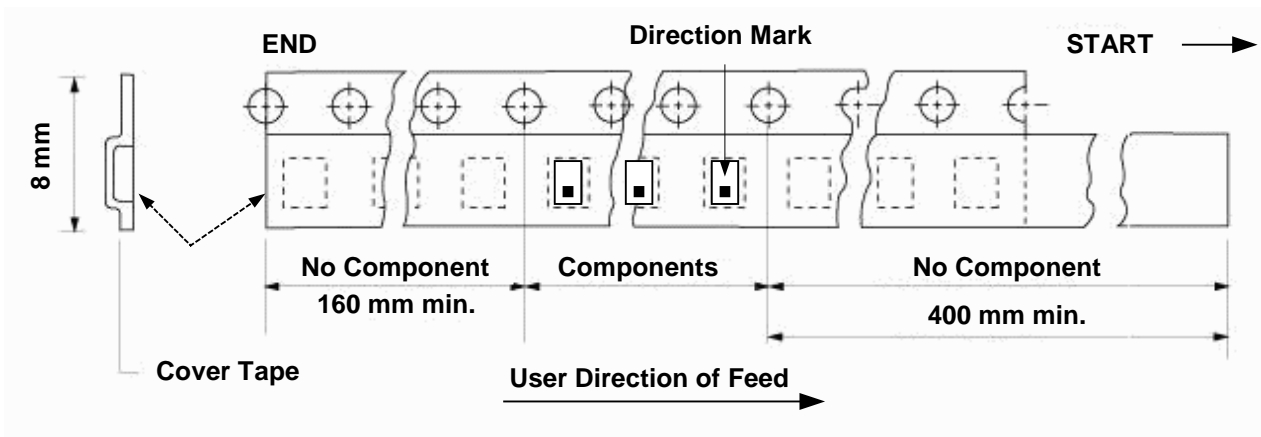 END
Direction Mark
START
8 mm
No Component
Components
No Component
160 mm min.
400 mm min.
Cover Tape
User Direction of Feed